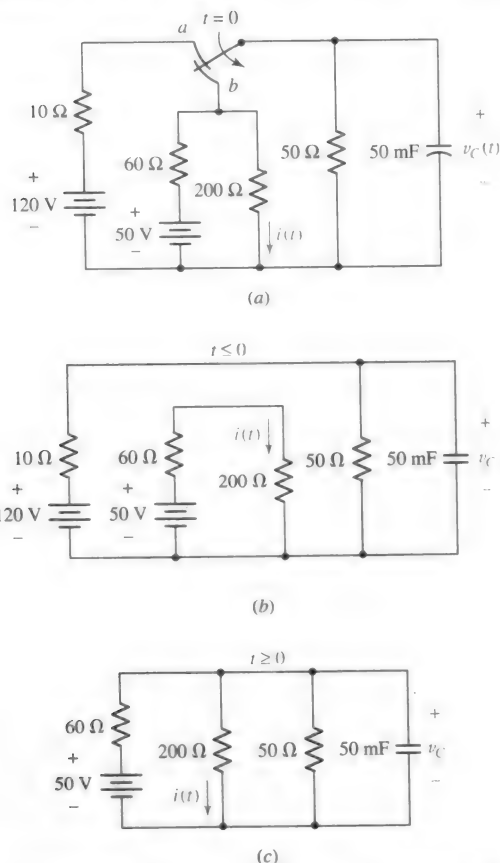 a
t = 0
b
10 Ω
60 Ω
50 Ω
50 mF
+
v_C(t)
–
200 Ω
+
120 V
–
+
50 V
–
i(t)
(a)
t ≤ 0
10 Ω
60 Ω
i(t)
200 Ω
50 Ω
50 mF
+
v_C
–
+
120 V
–
+
50 V
–
(b)
t ≥ 0
60 Ω
200 Ω
50 Ω
50 mF
+
v_C
–
+
50 V
–
i(t)
(c)